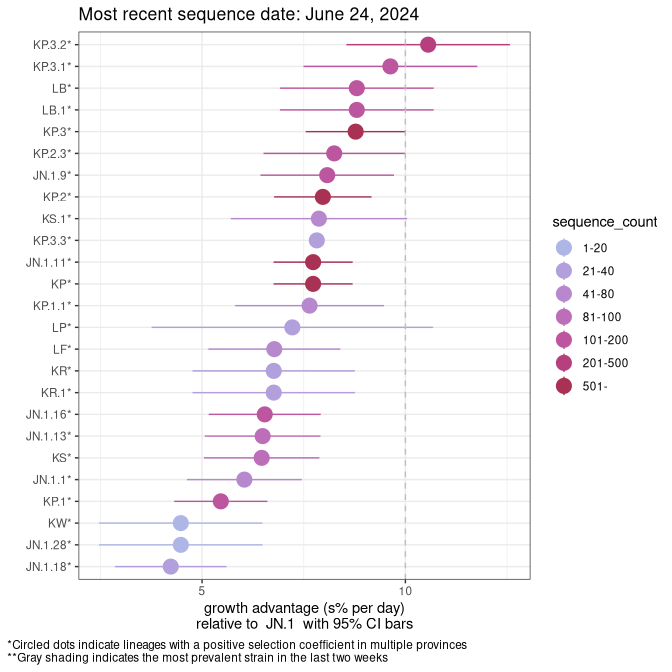 Most recent sequence date: June 24, 2024
KP.3.2*
KP.3.1*
LB*
LB.1*
KP.3*
KP.2.3*
JN.1.9*
KP.2*
KS.1*
KP.3.3*
JN.1.11*
KP*
KP.1.1*
LP*
LF*
KR*
KR.1*
JN.1.16*
JN.1.13*
KS*
JN.1.1*
KP.1*
KW*
JN.1.28*
JN.1.18*
5 10
growth advantage (s% per day)
relative to JN.1 with 95% CI bars
sequence_count
1-20
21-40
41-80
81-100
101-200
201-500
501-
*Circled dots indicate lineages with a positive selection coefficient in multiple provinces
**Gray shading indicates the most prevalent strain in the last two weeks